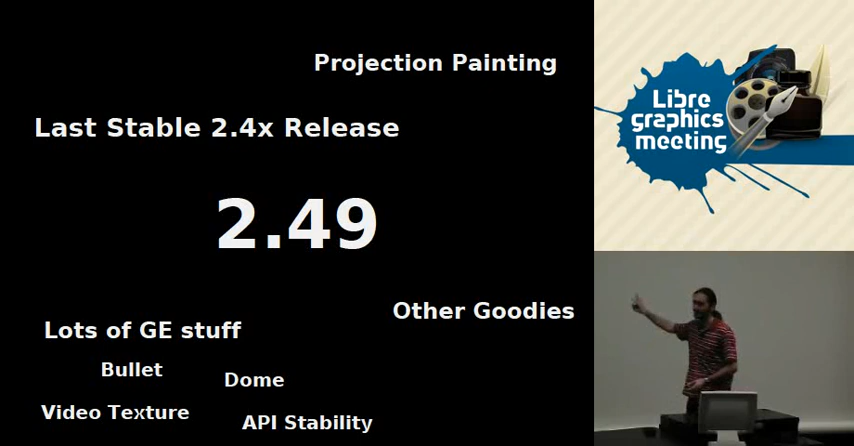 Projection Painting
Last Stable 2.4x Release
2.49
Other Goodies
Lots of GE stuff
Bullet
Dome
Video Texture
API Stability
Libre
graphics
meeting